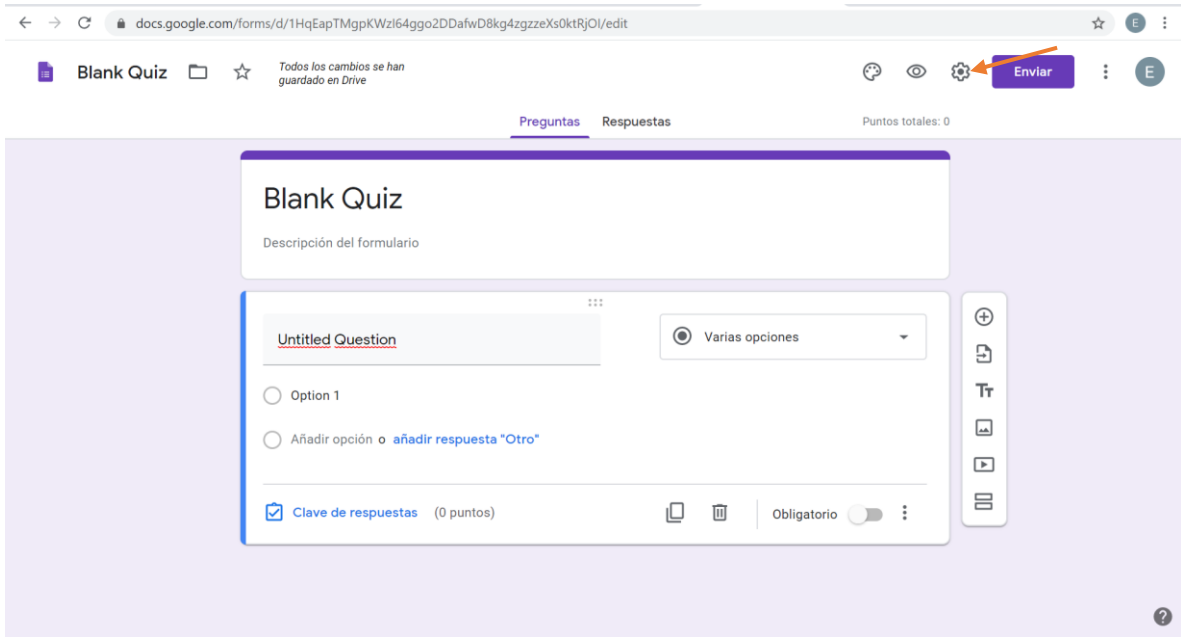 docs.google.com/forms/d/1HqEapTMgpKWzI64ggo2DDafwD8kg4zgzzeXs0ktRjOI/edit
E
Blank Quiz
Todos los cambios se han
guardado en Drive
Enviar
E
Preguntas Respuestas
Puntos totales: 0
Blank Quiz
Descripción del formulario
Untitled Question
Varias opciones
Option 1
Añadir opción o añadir respuesta "Otro"
Tт
Clave de respuestas (0 puntos)
Obligatorio